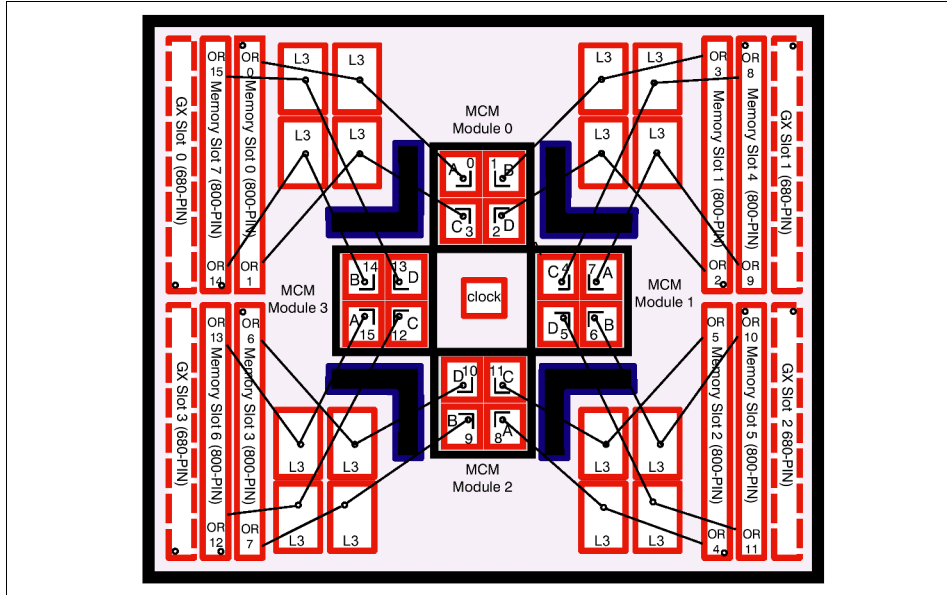 OR
15
OR
0
L3
L3
L3
L3
OR
3
OR
8
GX Slot 0 (680-PIN)
Memory Slot 7 (800-PIN)
Memory Slot 0 (800-PIN)
MCM
Module 0
Memory Slot 1 (800-PIN)
Memory Slot 4 (800-PIN)
GX Slot 1 (680-PIN)
L3
L3
L3
L3
A 0
1 B
C 3
2 D
OR
14
OR
1
OR
2
OR
9
14
B
13
D
C 4
7 A
MCM
Module 3
clock
MCM
Module 1
A
15
C
12
D 5
B
6
OR
13
OR
6
OR
5
OR
10
GX Slot 3 (680-PIN)
Memory Slot 6 (800-PIN)
Memory Slot 3 (800-PIN)
D 10
11 C
B
9
A
8
Memory Slot 2 (800-PIN)
Memory Slot 5 (800-PIN)
GX Slot 2 680-PIN)
L3
L3
L3
L3
MCM
Module 2
OR
12
OR
7
L3
L3
L3
L3
OR
4
OR
11